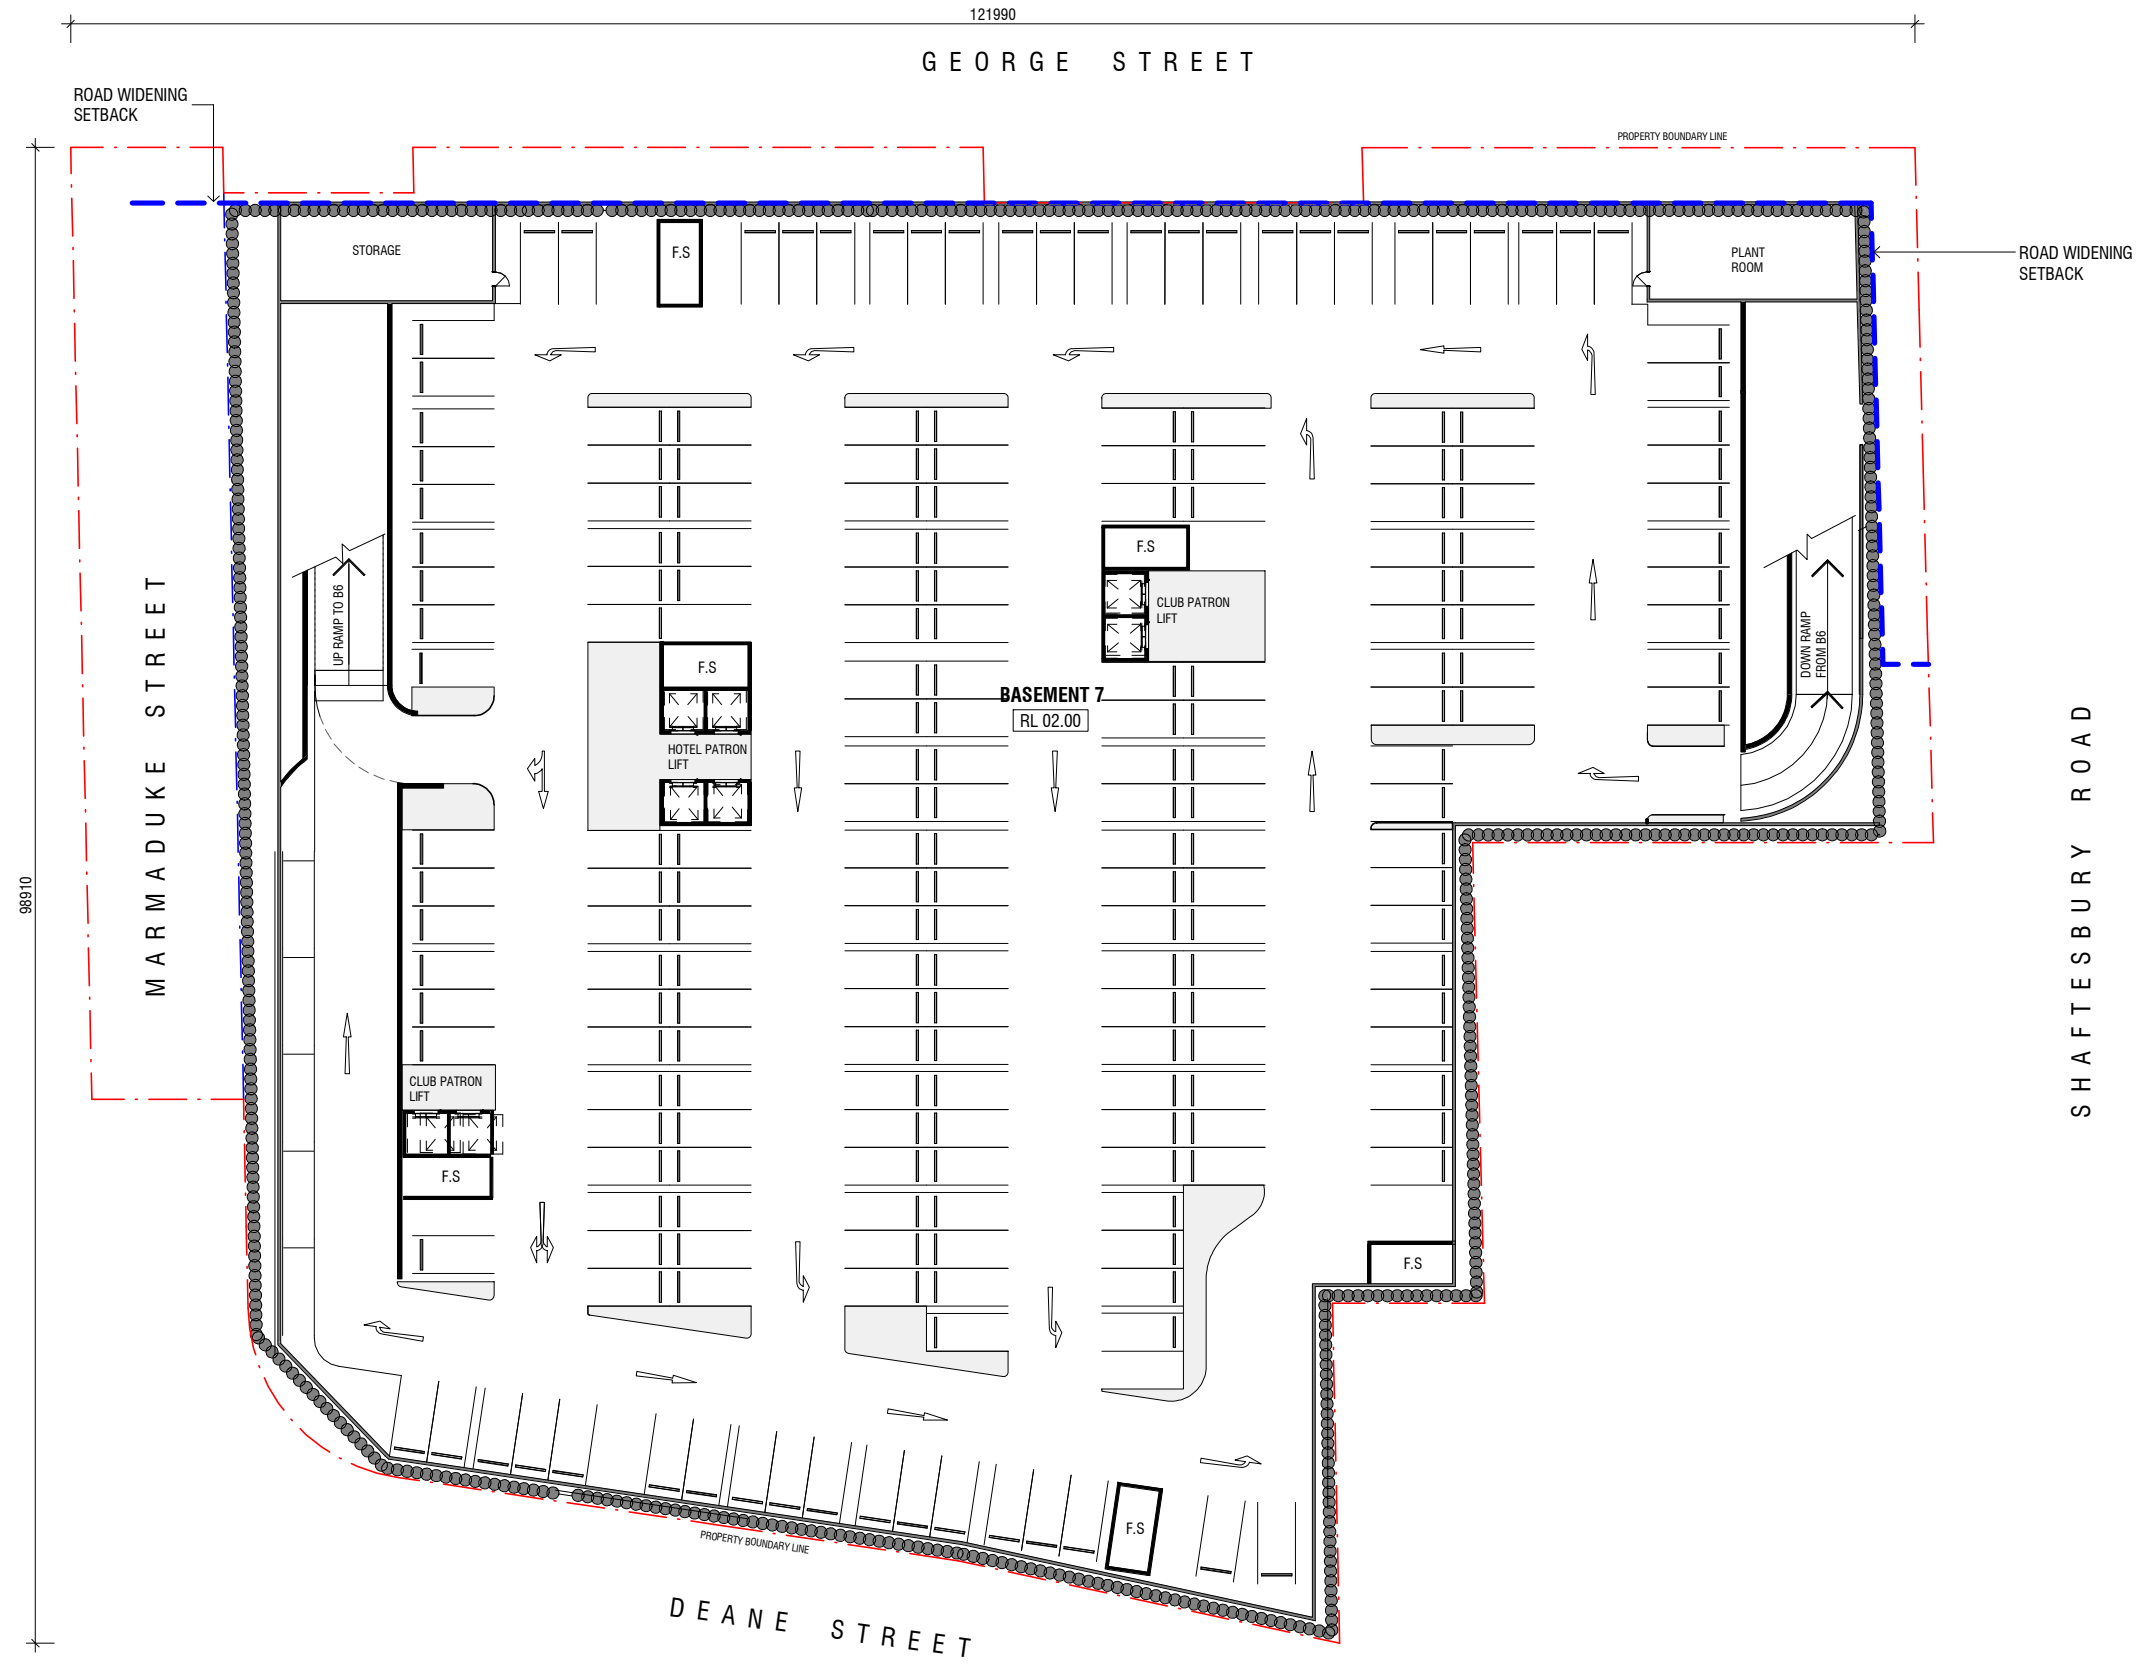 121990
GEORGE STREET
ROAD WIDENING
SETBACK
PROPERTY BOUNDARY LINE
STORAGE
F.S
PLANT
ROOM
ROAD WIDENING
SETBACK
F.S
CLUB PATRON
LIFT
UP RAMP TO B6
DOWN RAMP
FROM B6
F.S
BASEMENT 7
RL 02.00
HOTEL PATRON
LIFT
MARMADUKE STREET
SHAFTESBURY ROAD
98910
CLUB PATRON
LIFT
F.S
F.S
F.S
PROPERTY BOUNDARY LINE
DEANE STREET